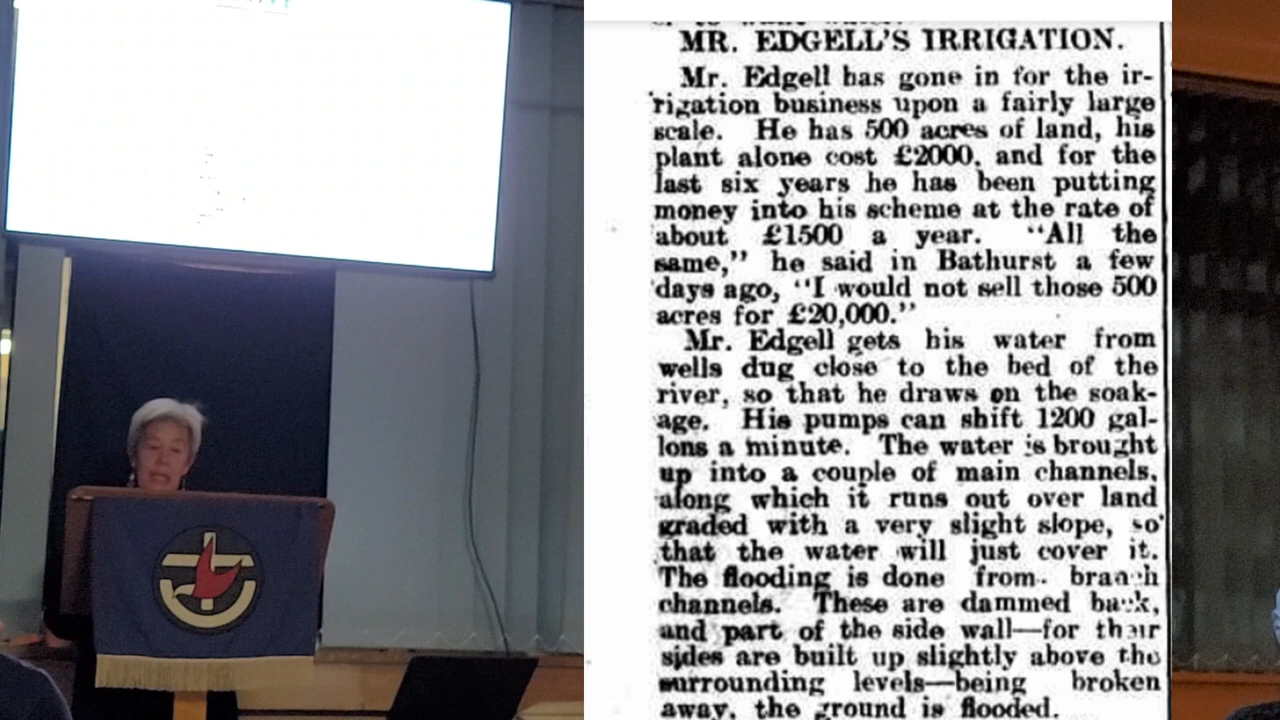 MR. EDGELL'S IRRIGATION.
Mr. Edgell has gone in for the ir-
rigation business upon a fairly large
scale. He has 500 acres of land, his
plant alone cost £2000, and for the
last six years he has been putting
money into his scheme at the rate of
about £1500 a year. "All the
same," he said in Bathurst a few
days ago, "I would not sell those 500
acres for £20,000."
Mr. Edgell gets his water from
wells dug close to the bed of the
river, so that he draws on the soak-
age. His pumps can shift 1200 gal-
lons a minute. The water is brought
up into a couple of main channels,
along which it runs out over land
graded with a very slight slope, so
that the water will just cover it.
The flooding is done from branch
channels. These are dammed back,
and part of the side wall—for their
sides are built up slightly above the
surrounding levels—being broken
away, the ground is flooded.